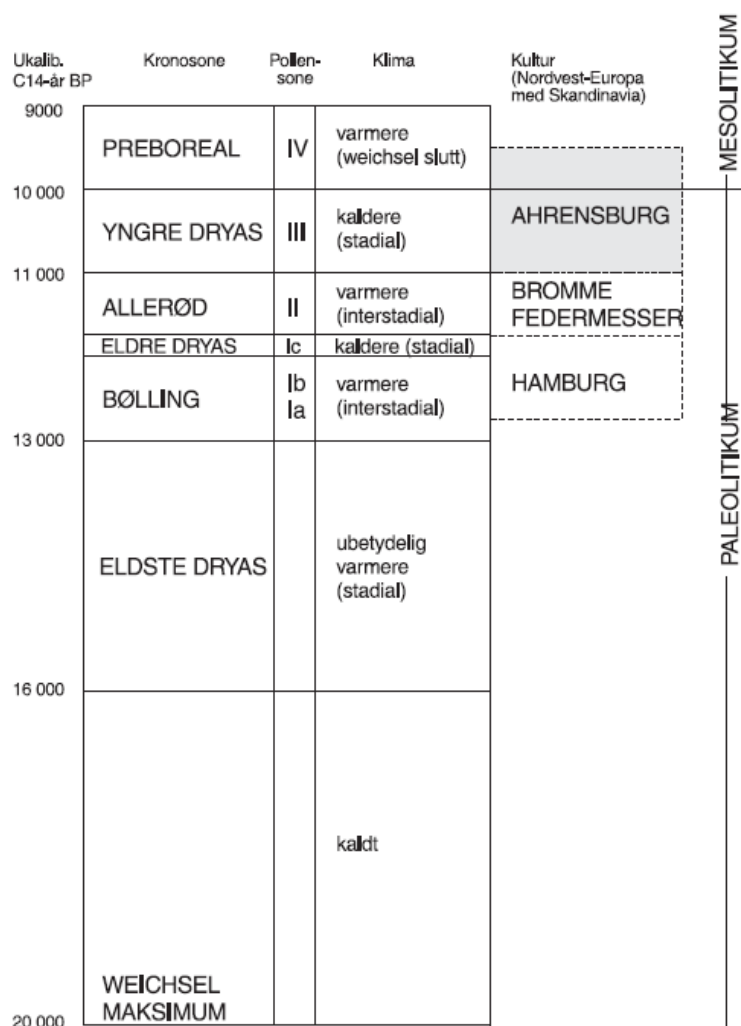 Ukalib.
C14-år BP
Kronosone
Pollen-
sone
Klima
Kultur
(Nordvest-Europa
med Skandinavia)
MESOLITIKUM
9000
PREBOREAL
IV
varmere
(weichsel slutt)
10 000
YNGRE DRYAS
III
kaldere
(stadial)
AHRENSBURG
11 000
ALLERØD
II
varmere
(interstadial)
BROMME
FEDERMESSER
ELDRE DRYAS
Ic
kaldere (stadial)
BØLLING
Ib
Ia
varmere
(interstadial)
HAMBURG
13 000
PALEOLITIKUM
ELDSTE DRYAS
ubetydelig
varmere
(stadial)
16 000
kaldt
WEICHSEL
MAKSIMUM
20 000